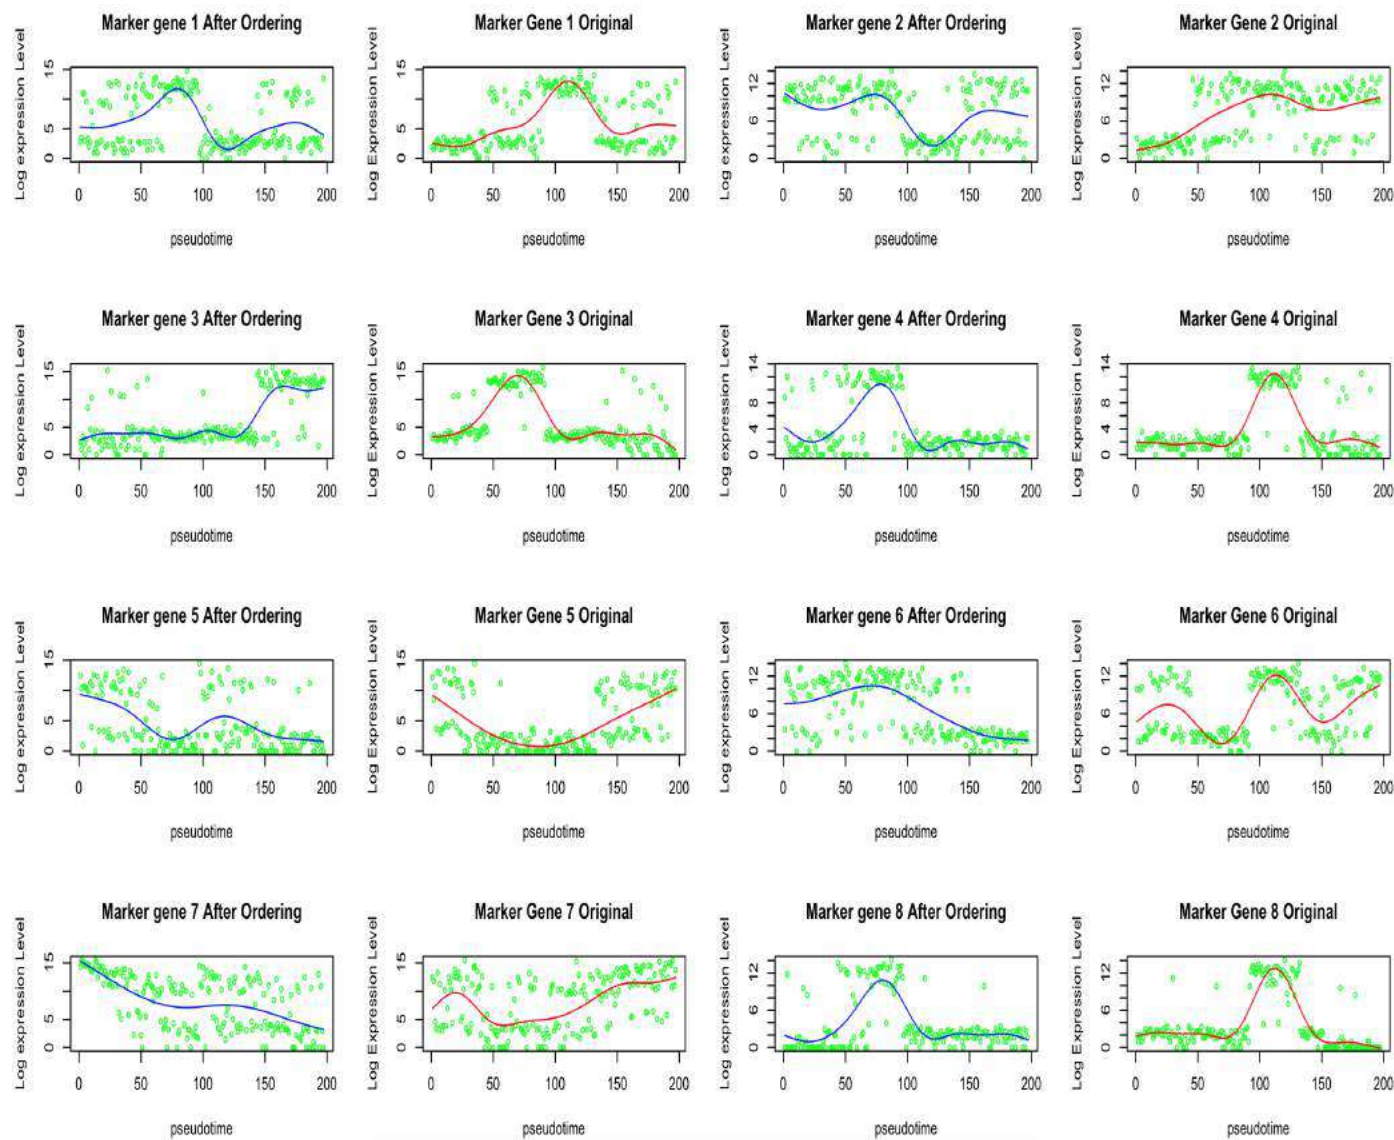 Marker gene 1 After Ordering
Log expression Level
15
5
0
0 50 100 150 200
pseudotime
Marker Gene 1 Original
Log Expression Level
15
5
0
0 50 100 150 200
pseudotime
Marker gene 2 After Ordering
Log expression Level
12
6
0
0 50 100 150 200
pseudotime
Marker Gene 2 Original
Log Expression Level
12
6
0
0 50 100 150 200
pseudotime
Marker gene 3 After Ordering
Log expression Level
15
5
0
0 50 100 150 200
pseudotime
Marker Gene 3 Original
Log Expression Level
15
5
0
0 50 100 150 200
pseudotime
Marker gene 4 After Ordering
Log expression Level
14
8
4
0
0 50 100 150 200
pseudotime
Marker Gene 4 Original
Log Expression Level
14
8
4
0
0 50 100 150 200
pseudotime
Marker gene 5 After Ordering
Log expression Level
15
5
0
0 50 100 150 200
pseudotime
Marker Gene 5 Original
Log Expression Level
15
5
0
0 50 100 150 200
pseudotime
Marker gene 6 After Ordering
Log expression Level
12
6
0
0 50 100 150 200
pseudotime
Marker Gene 6 Original
Log Expression Level
12
6
0
0 50 100 150 200
pseudotime
Marker gene 7 After Ordering
Log expression Level
15
5
0
0 50 100 150 200
pseudotime
Marker Gene 7 Original
Log Expression Level
15
5
0
0 50 100 150 200
pseudotime
Marker gene 8 After Ordering
Log expression Level
12
6
0
0 50 100 150 200
pseudotime
Marker Gene 8 Original
Log Expression Level
12
6
0
0 50 100 150 200
pseudotime